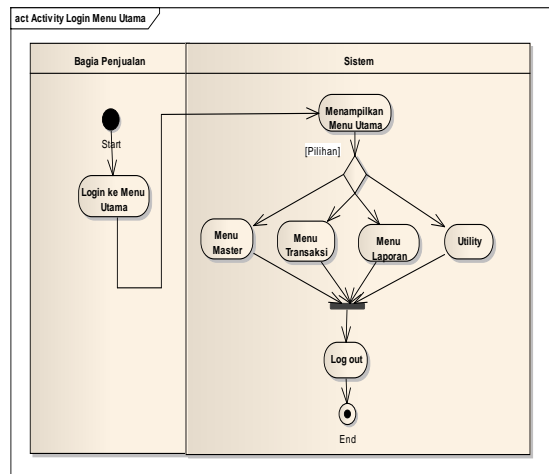 act Activity Login Menu Utama
Bagia Penjualan
Sistem
Start
Login ke Menu
Utama
Menampilkan
Menu Utama
[Pilihan]
Menu
Master
Menu
Transaksi
Menu
Laporan
Utility
Log out
End